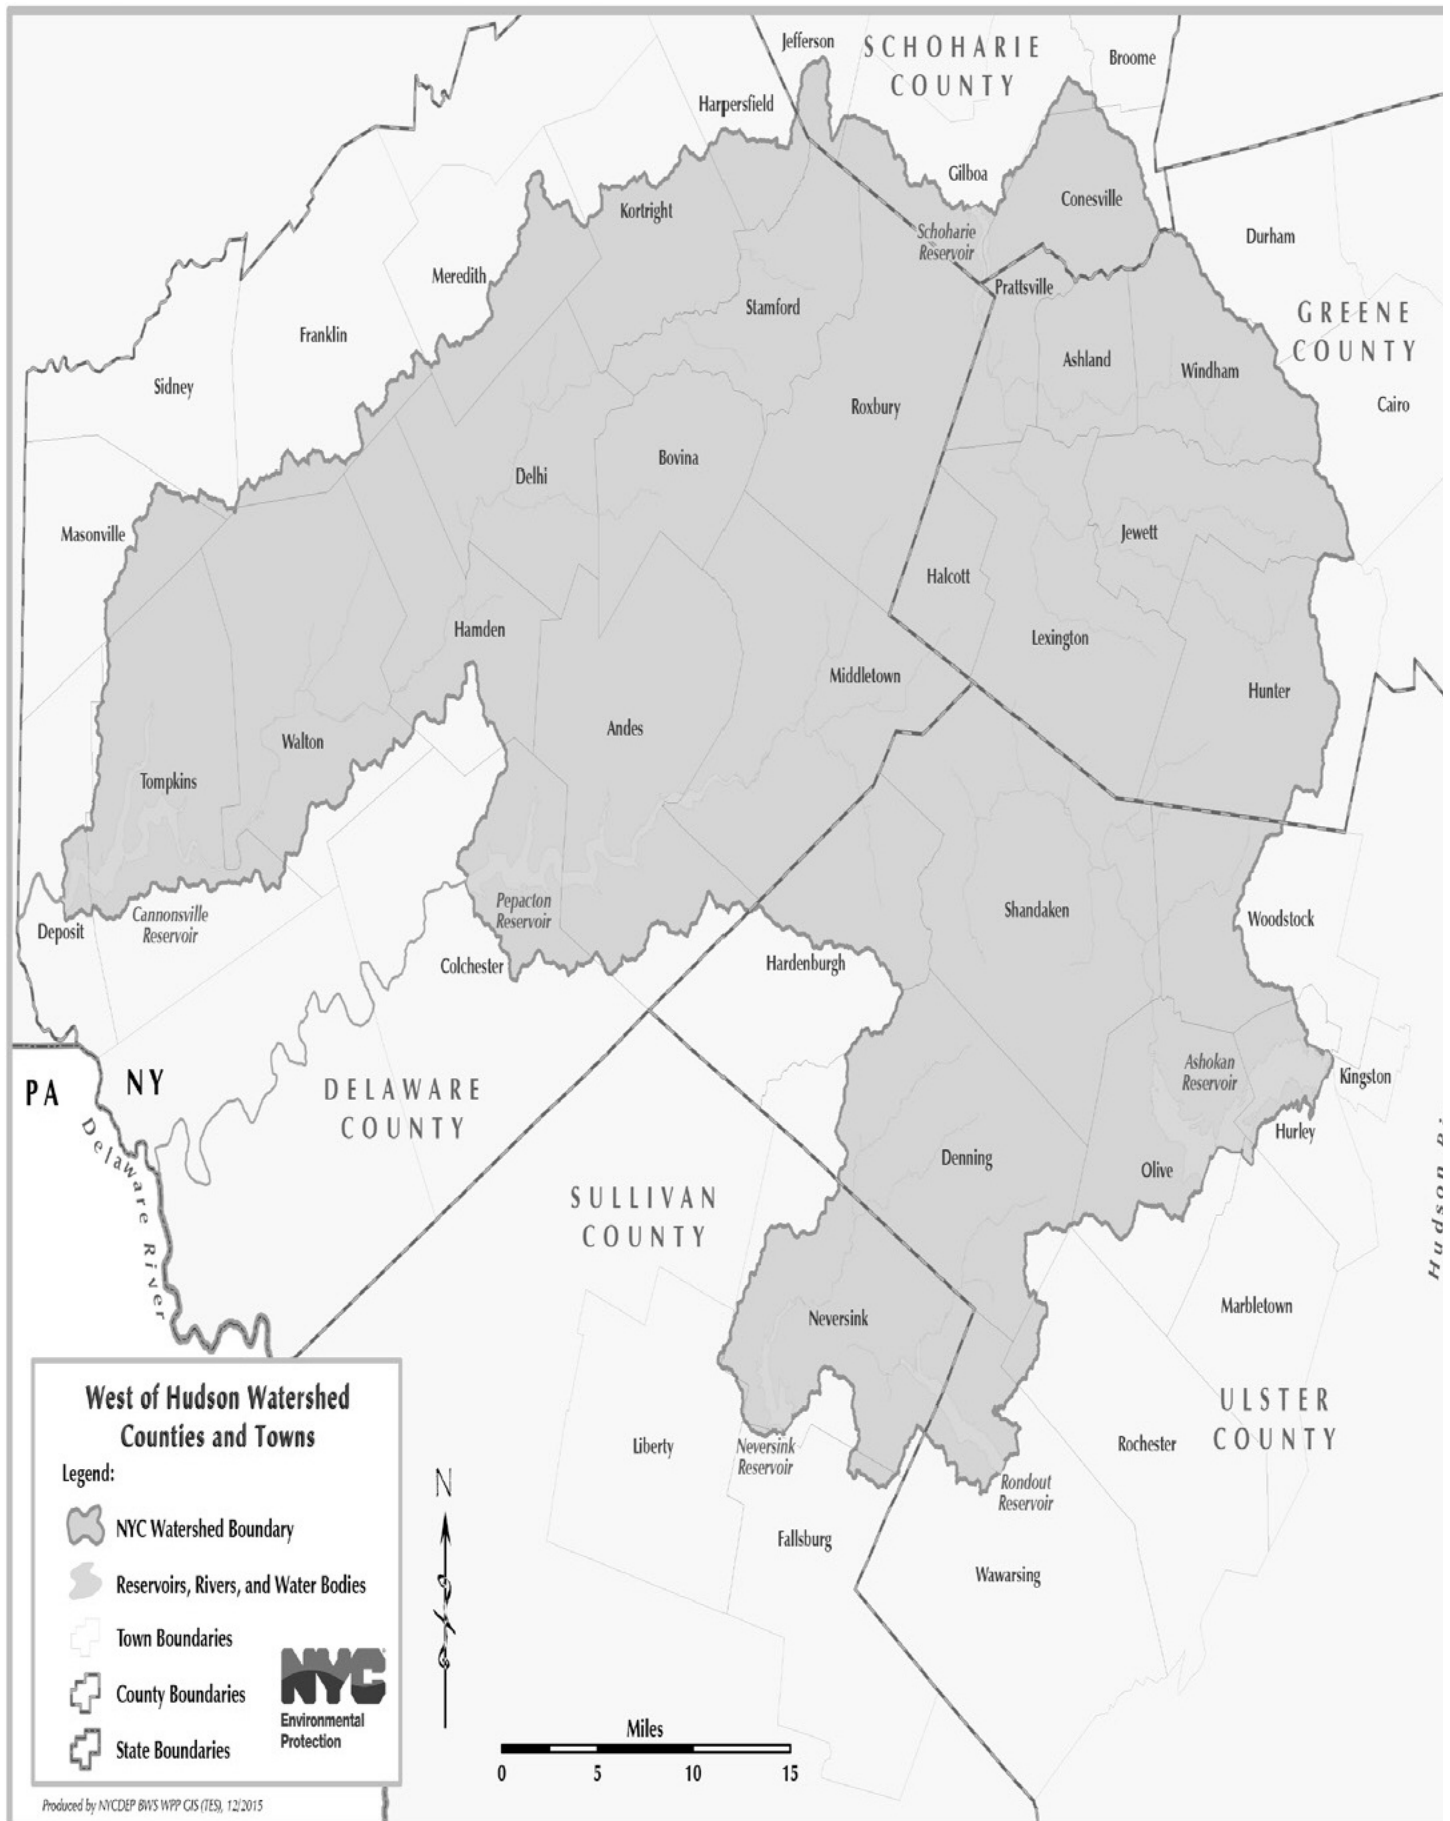 Jefferson
SCHOHARIE
COUNTY
Broome
Harpersfield
Gilboa
Conesville
Kortright
Schoharie
Reservoir
Durham
Meredith
Prattsville
Stamford
Franklin
GREENE
COUNTY
Ashland
Windham
Sidney
Roxbury
Cairo
Bovina
Delhi
Masonville
Jewett
Halcott
Hamden
Lexington
Middletown
Hunter
Andes
Walton
Tompkins
Pepacton
Reservoir
Shandaken
Woodstock
Cannonsville
Reservoir
Deposit
Colchester
Hardenburgh
Ashokan
Reservoir
Kingston
PA
NY
DELAWARE
COUNTY
Delaware River
Hurley
Denning
Olive
SULLIVAN
COUNTY
Hudson
Marbletown
Neversink
ULSTER
COUNTY
Liberty
Neversink
Reservoir
Rochester
Rondout
Reservoir
Fallsburg
Wawarsing
West of Hudson Watershed
Counties and Towns
Legend:
NYC Watershed Boundary
Reservoirs, Rivers, and Water Bodies
Town Boundaries
County Boundaries
State Boundaries
NYC
Environmental
Protection
N
Miles
0 5 10 15
Produced by NYCDEP BWS WPP GIS (TES), 12/2015